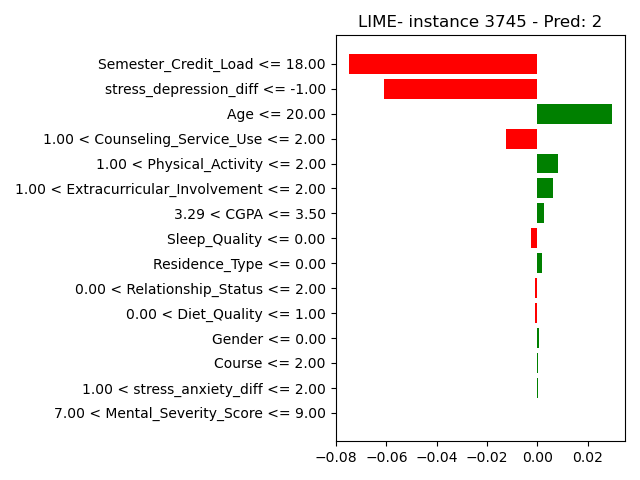 LIME- instance 3745 - Pred: 2
Semester_Credit_Load <= 18.00
stress_depression_diff <= -1.00
Age <= 20.00
1.00 < Counseling_Service_Use <= 2.00
1.00 < Physical_Activity <= 2.00
1.00 < Extracurricular_Involvement <= 2.00
3.29 < CGPA <= 3.50
Sleep_Quality <= 0.00
Residence_Type <= 0.00
0.00 < Relationship_Status <= 2.00
0.00 < Diet_Quality <= 1.00
Gender <= 0.00
Course <= 2.00
1.00 < stress_anxiety_diff <= 2.00
7.00 < Mental_Severity_Score <= 9.00
−0.08 −0.06 −0.04 −0.02 0.00 0.02